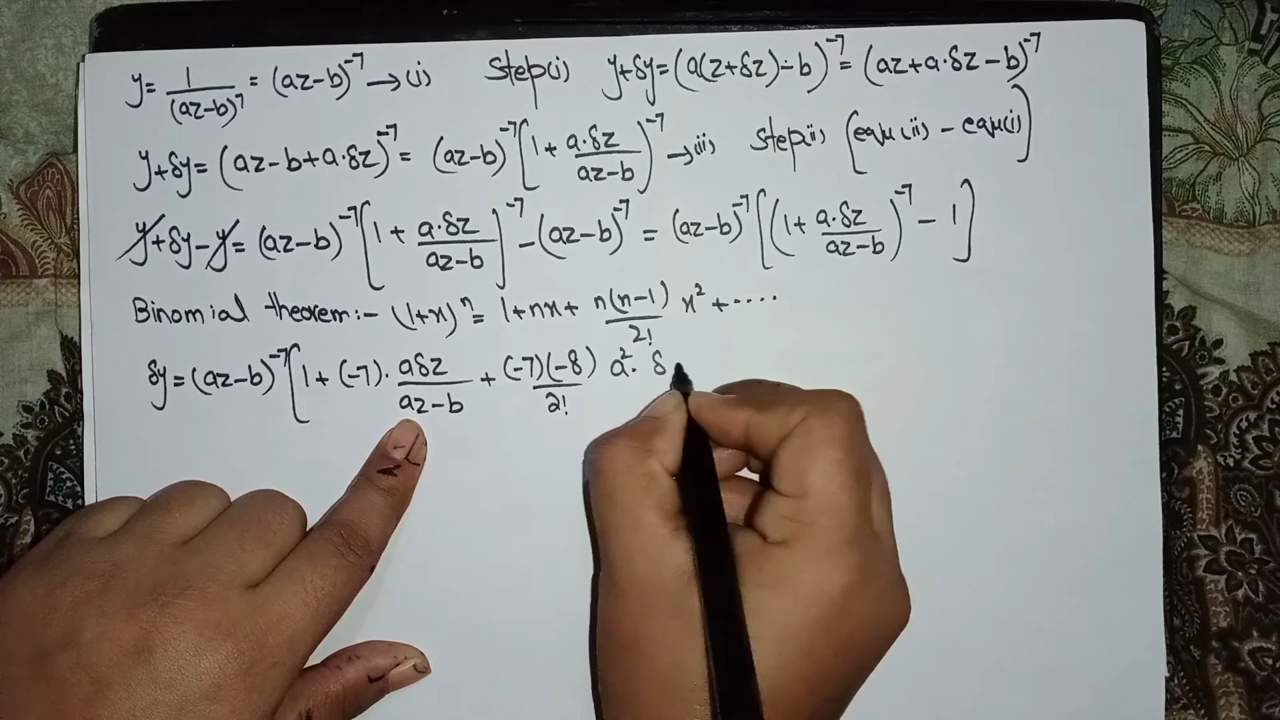 y = 1/(az-b)^7 = (az-b)^-7 → (i) Step(i) y+δy = (a(z+δz)-b)^-7 = (az+a·δz-b)^-7
y+δy = (az-b+a·δz)^-7 = (az-b)^-7 [1 + a·δz/(az-b)]^-7 → (ii) Step(ii) (eqn(ii) - eqn(i))
y+δy-y = (az-b)^-7 [1 + a·δz/(az-b)]^-7 - (az-b)^-7 = (az-b)^-7 [(1 + a·δz/(az-b))^-7 - 1]
Binomial theorem:- (1+x)^n = 1+nx+ n(n-1)/2! x^2 +····
δy = (az-b)^-7 [1 + (-7)· aδz/(az-b) + (-7)(-8)/2! a^2· δ